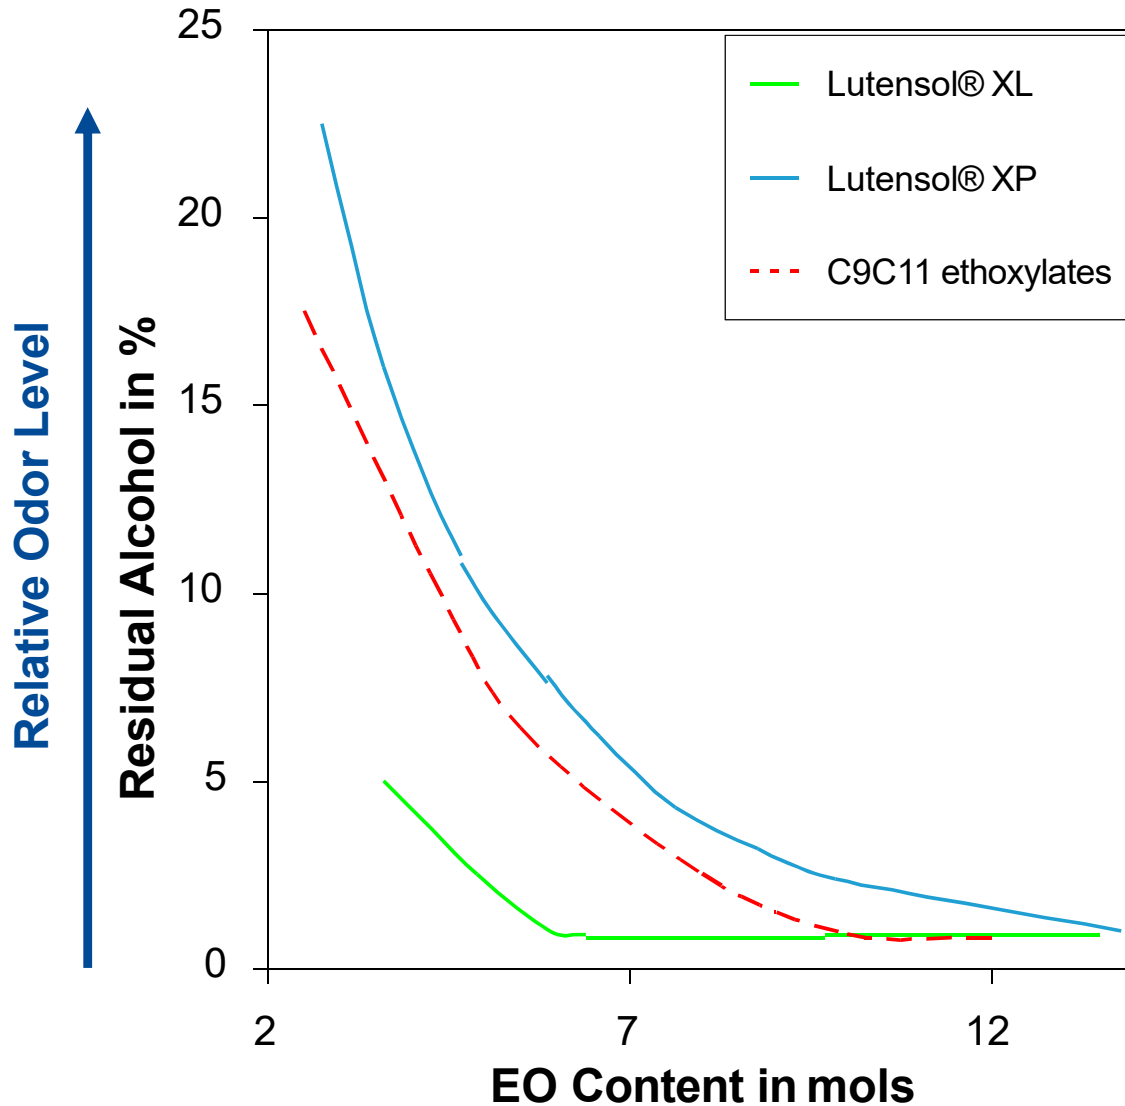 25
20
15
10
5
0
2
7
12
Relative Odor Level
Residual Alcohol in %
EO Content in mols
Lutensol® XL
Lutensol® XP
C9C11 ethoxylates